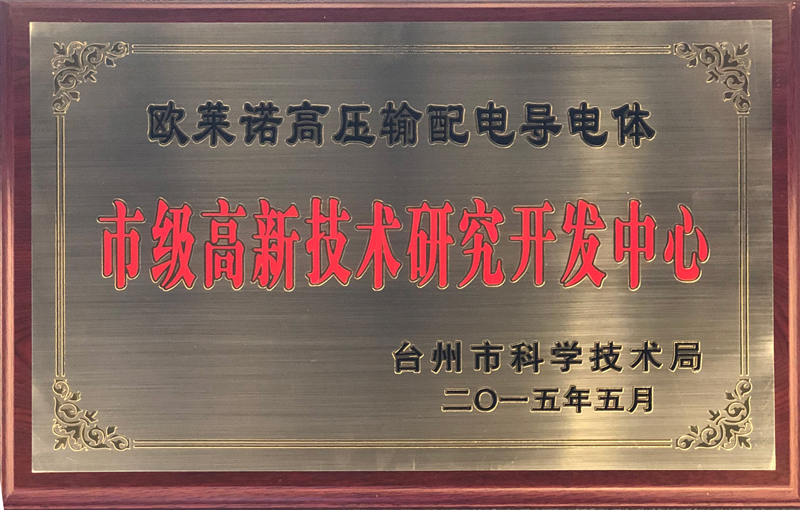 欧莱诺高压输配电导电体
市级高新技术研究开发中心
台州市科学技术局
二〇一五年五月